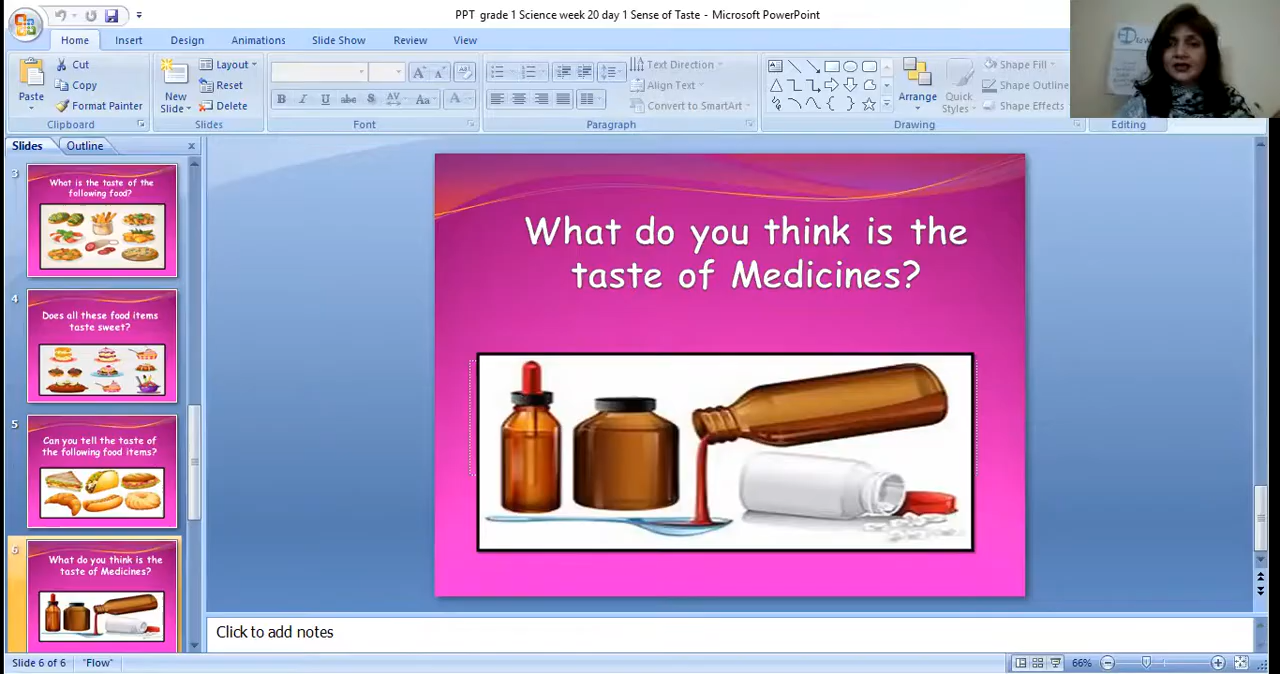 PPT grade 1 Science week 20 day 1 Sense of Taste - Microsoft PowerPoint
Home Insert Design Animations Slide Show Review View
Paste
Cut
Copy
Format Painter
Clipboard
New Slide
Layout
Reset
Delete
Slides
B I U abc S AV Aa A
Font
Text Direction
Align Text
Convert to SmartArt
Paragraph
Arrange
Quick Styles
Shape Fill
Shape Outline
Shape Effects
Drawing
Editing
Slides Outline
3
What is the taste of the
following food?
4
Does all these food items
taste sweet?
5
Can you tell the taste of
the following food items?
6
What do you think is the
taste of Medicines?
What do you think is the
taste of Medicines?
Click to add notes
Slide 6 of 6 "Flow" 66%